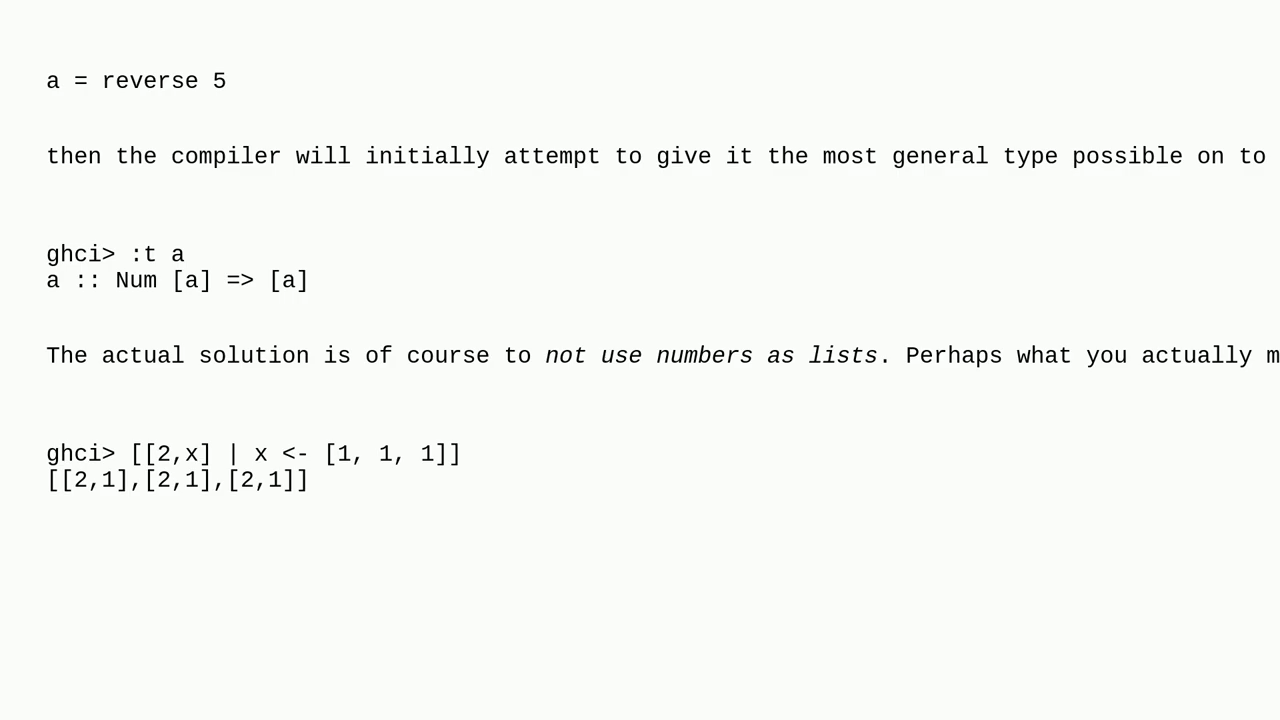 a = reverse 5
then the compiler will initially attempt to give it the most general type possible on to
ghci> :t a
a :: Num [a] => [a]
The actual solution is of course to not use numbers as lists. Perhaps what you actually
ghci> [[2,x] | x <- [1, 1, 1]]
[[2,1],[2,1],[2,1]]